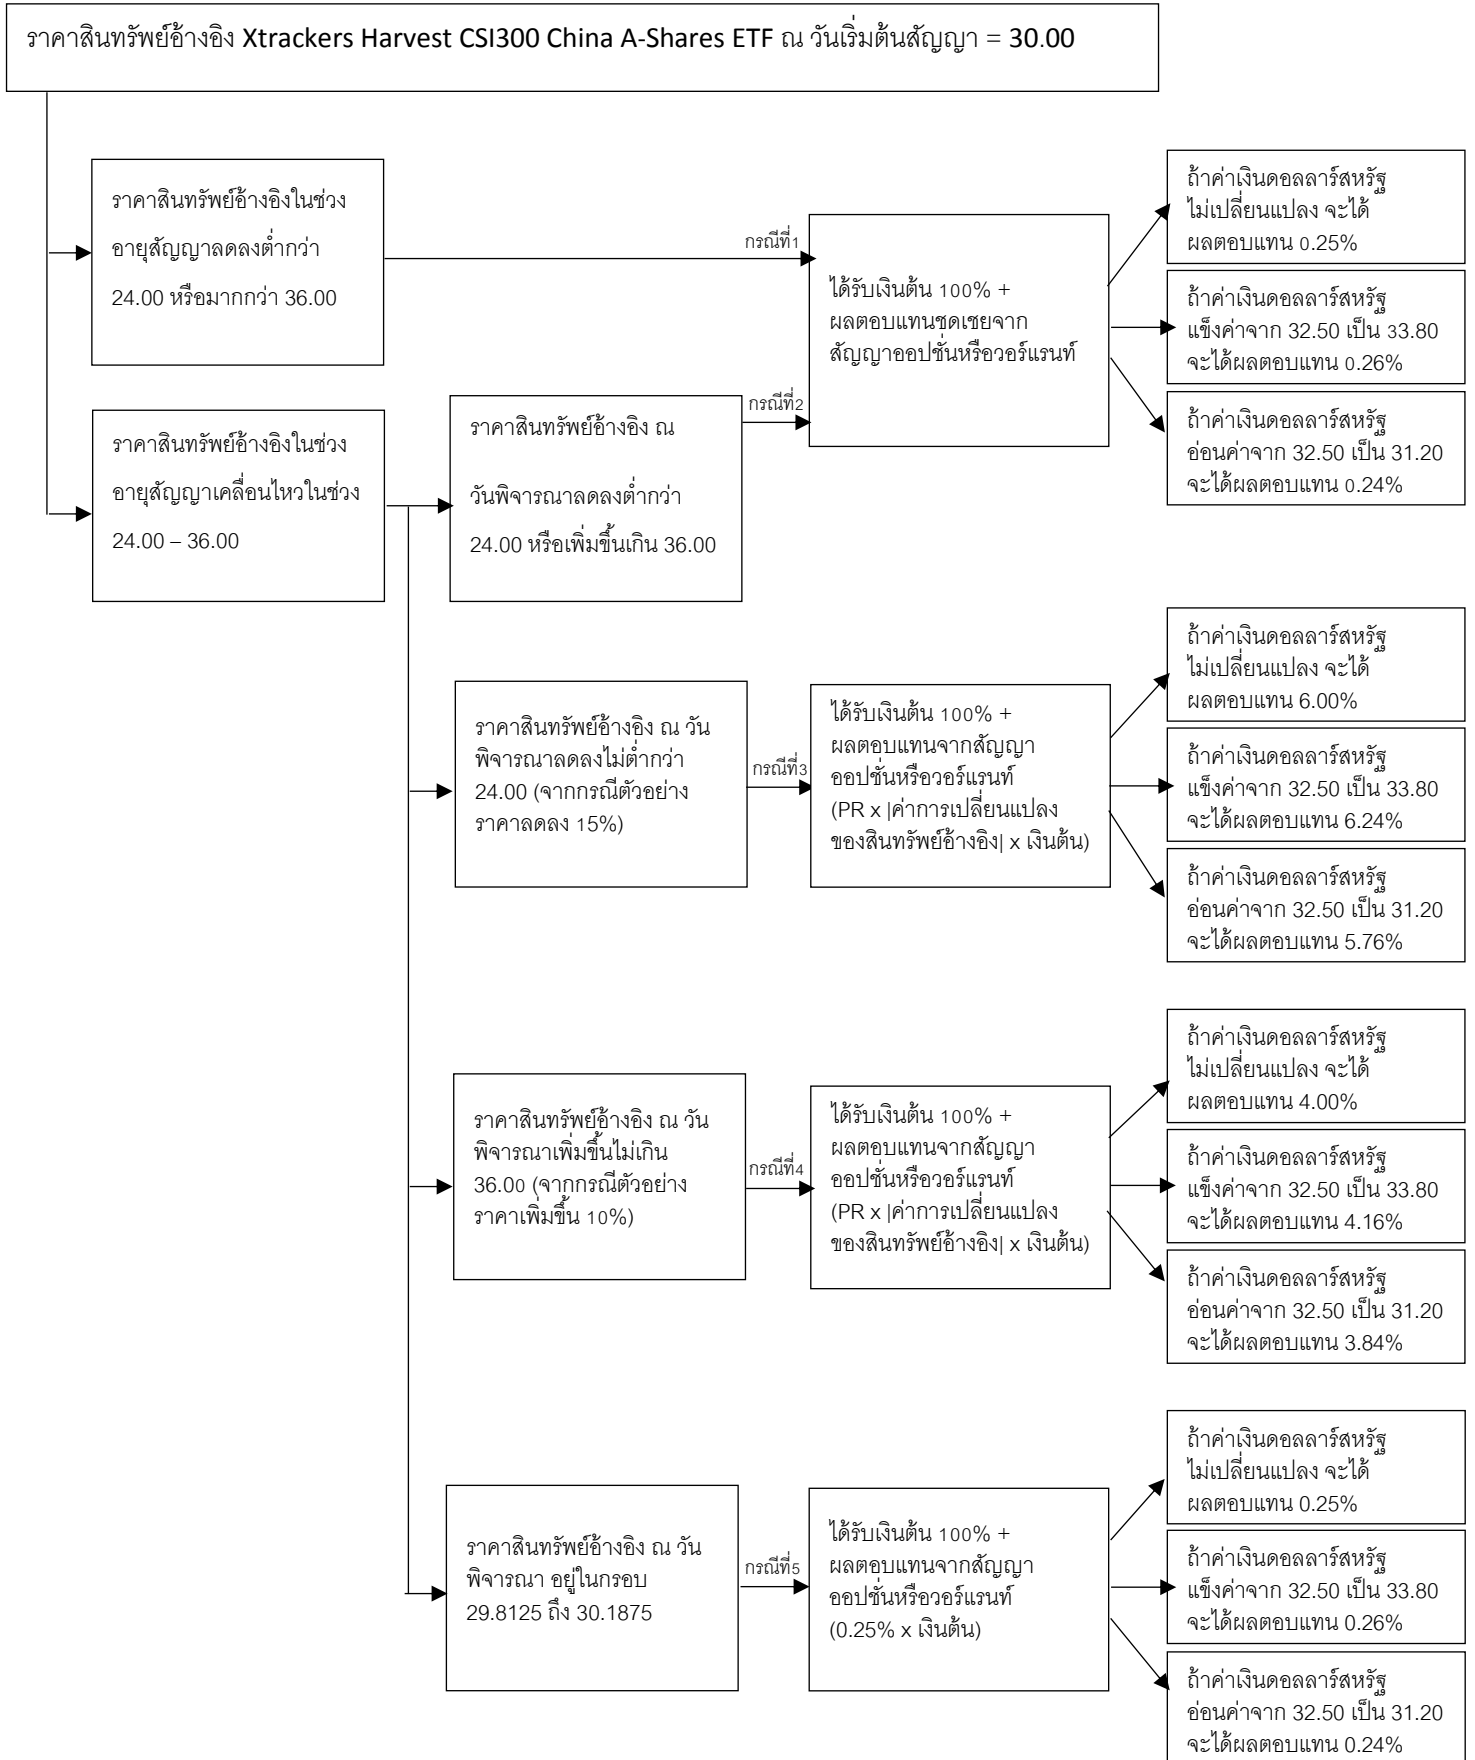 ราคาสินทรัพย์อ้างอิง Xtrackers Harvest CSI300 China A-Shares ETF ณ วันเริ่มต้นสัญญา = 30.00
ราคาสินทรัพย์อ้างอิงในช่วง
อายุสัญญาลดลงต่ำกว่า
24.00 หรือมากกว่า 36.00
กรณีที่1
ได้รับเงินต้น 100% +
ผลตอบแทนชดเชยจาก
สัญญาออปชั่นหรือวอร์แรนท์
ถ้าค่าเงินดอลลาร์สหรัฐ
ไม่เปลี่ยนแปลง จะได้
ผลตอบแทน 0.25%
ถ้าค่าเงินดอลลาร์สหรัฐ
แข็งค่าจาก 32.50 เป็น 33.80
จะได้ผลตอบแทน 0.26%
ถ้าค่าเงินดอลลาร์สหรัฐ
อ่อนค่าจาก 32.50 เป็น 31.20
จะได้ผลตอบแทน 0.24%
ราคาสินทรัพย์อ้างอิงในช่วง
อายุสัญญาเคลื่อนไหวในช่วง
24.00 – 36.00
ราคาสินทรัพย์อ้างอิง ณ
วันพิจารณาลดลงต่ำกว่า
24.00 หรือเพิ่มขึ้นเกิน 36.00
กรณีที่2
ราคาสินทรัพย์อ้างอิง ณ วัน
พิจารณาลดลงไม่ต่ำกว่า
24.00 (จากกรณีตัวอย่าง
ราคาลดลง 15%)
กรณีที่3
ได้รับเงินต้น 100% +
ผลตอบแทนจากสัญญา
ออปชั่นหรือวอร์แรนท์
(PR x |ค่าการเปลี่ยนแปลง
ของสินทรัพย์อ้างอิง| x เงินต้น)
ถ้าค่าเงินดอลลาร์สหรัฐ
ไม่เปลี่ยนแปลง จะได้
ผลตอบแทน 6.00%
ถ้าค่าเงินดอลลาร์สหรัฐ
แข็งค่าจาก 32.50 เป็น 33.80
จะได้ผลตอบแทน 6.24%
ถ้าค่าเงินดอลลาร์สหรัฐ
อ่อนค่าจาก 32.50 เป็น 31.20
จะได้ผลตอบแทน 5.76%
ราคาสินทรัพย์อ้างอิง ณ วัน
พิจารณาเพิ่มขึ้นไม่เกิน
36.00 (จากกรณีตัวอย่าง
ราคาเพิ่มขึ้น 10%)
กรณีที่4
ได้รับเงินต้น 100% +
ผลตอบแทนจากสัญญา
ออปชั่นหรือวอร์แรนท์
(PR x |ค่าการเปลี่ยนแปลง
ของสินทรัพย์อ้างอิง| x เงินต้น)
ถ้าค่าเงินดอลลาร์สหรัฐ
ไม่เปลี่ยนแปลง จะได้
ผลตอบแทน 4.00%
ถ้าค่าเงินดอลลาร์สหรัฐ
แข็งค่าจาก 32.50 เป็น 33.80
จะได้ผลตอบแทน 4.16%
ถ้าค่าเงินดอลลาร์สหรัฐ
อ่อนค่าจาก 32.50 เป็น 31.20
จะได้ผลตอบแทน 3.84%
ราคาสินทรัพย์อ้างอิง ณ วัน
พิจารณา อยู่ในกรอบ
29.8125 ถึง 30.1875
กรณีที่5
ได้รับเงินต้น 100% +
ผลตอบแทนจากสัญญา
ออปชั่นหรือวอร์แรนท์
(0.25% x เงินต้น)
ถ้าค่าเงินดอลลาร์สหรัฐ
ไม่เปลี่ยนแปลง จะได้
ผลตอบแทน 0.25%
ถ้าค่าเงินดอลลาร์สหรัฐ
แข็งค่าจาก 32.50 เป็น 33.80
จะได้ผลตอบแทน 0.26%
ถ้าค่าเงินดอลลาร์สหรัฐ
อ่อนค่าจาก 32.50 เป็น 31.20
จะได้ผลตอบแทน 0.24%